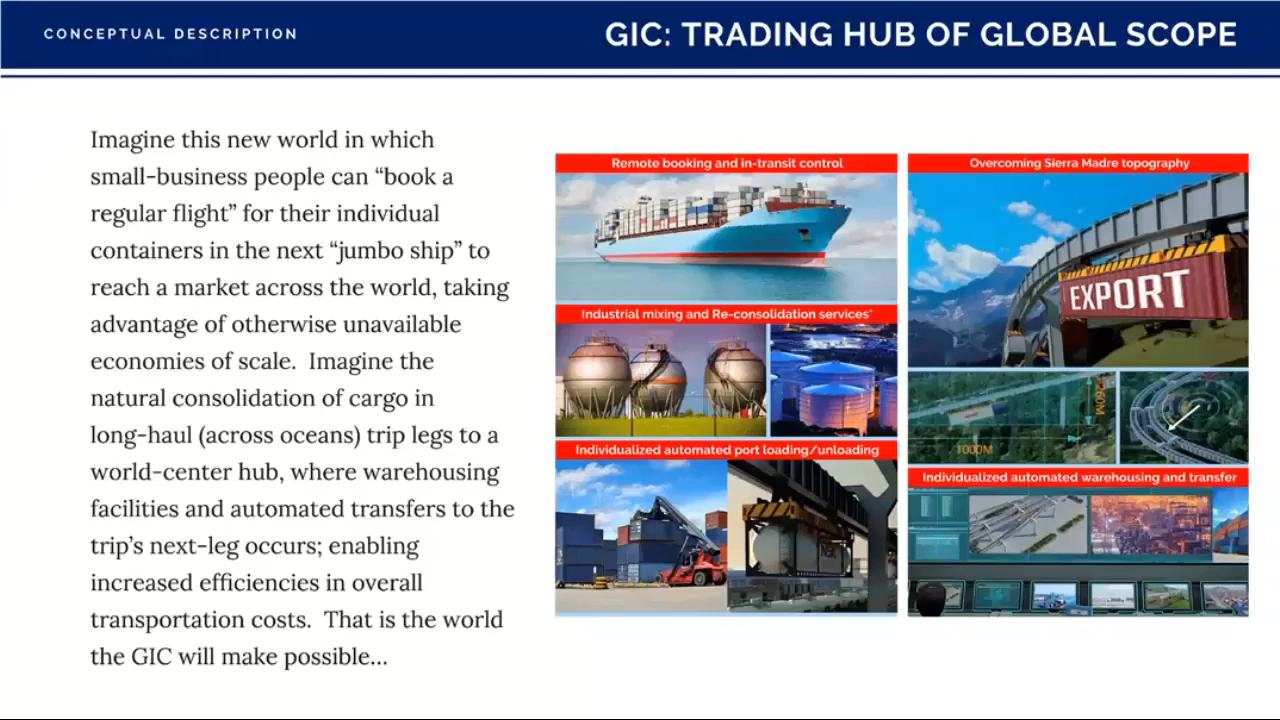 CONCEPTUAL DESCRIPTION
GIC: TRADING HUB OF GLOBAL SCOPE
Imagine this new world in which
small-business people can “book a
regular flight” for their individual
containers in the next “jumbo ship” to
reach a market across the world, taking
advantage of otherwise unavailable
economies of scale.  Imagine the
natural consolidation of cargo in
long-haul (across oceans) trip legs to a
world-center hub, where warehousing
facilities and automated transfers to the
trip’s next-leg occurs; enabling
increased efficiencies in overall
transportation costs.  That is the world
the GIC will make possible...
Remote booking and in-transit control
Industrial mixing and Re-consolidation services*
Individualized automated port loading/unloading
Overcoming Sierra Madre topography
EXPORT
260M
1000M
Individualized automated warehousing and transfer